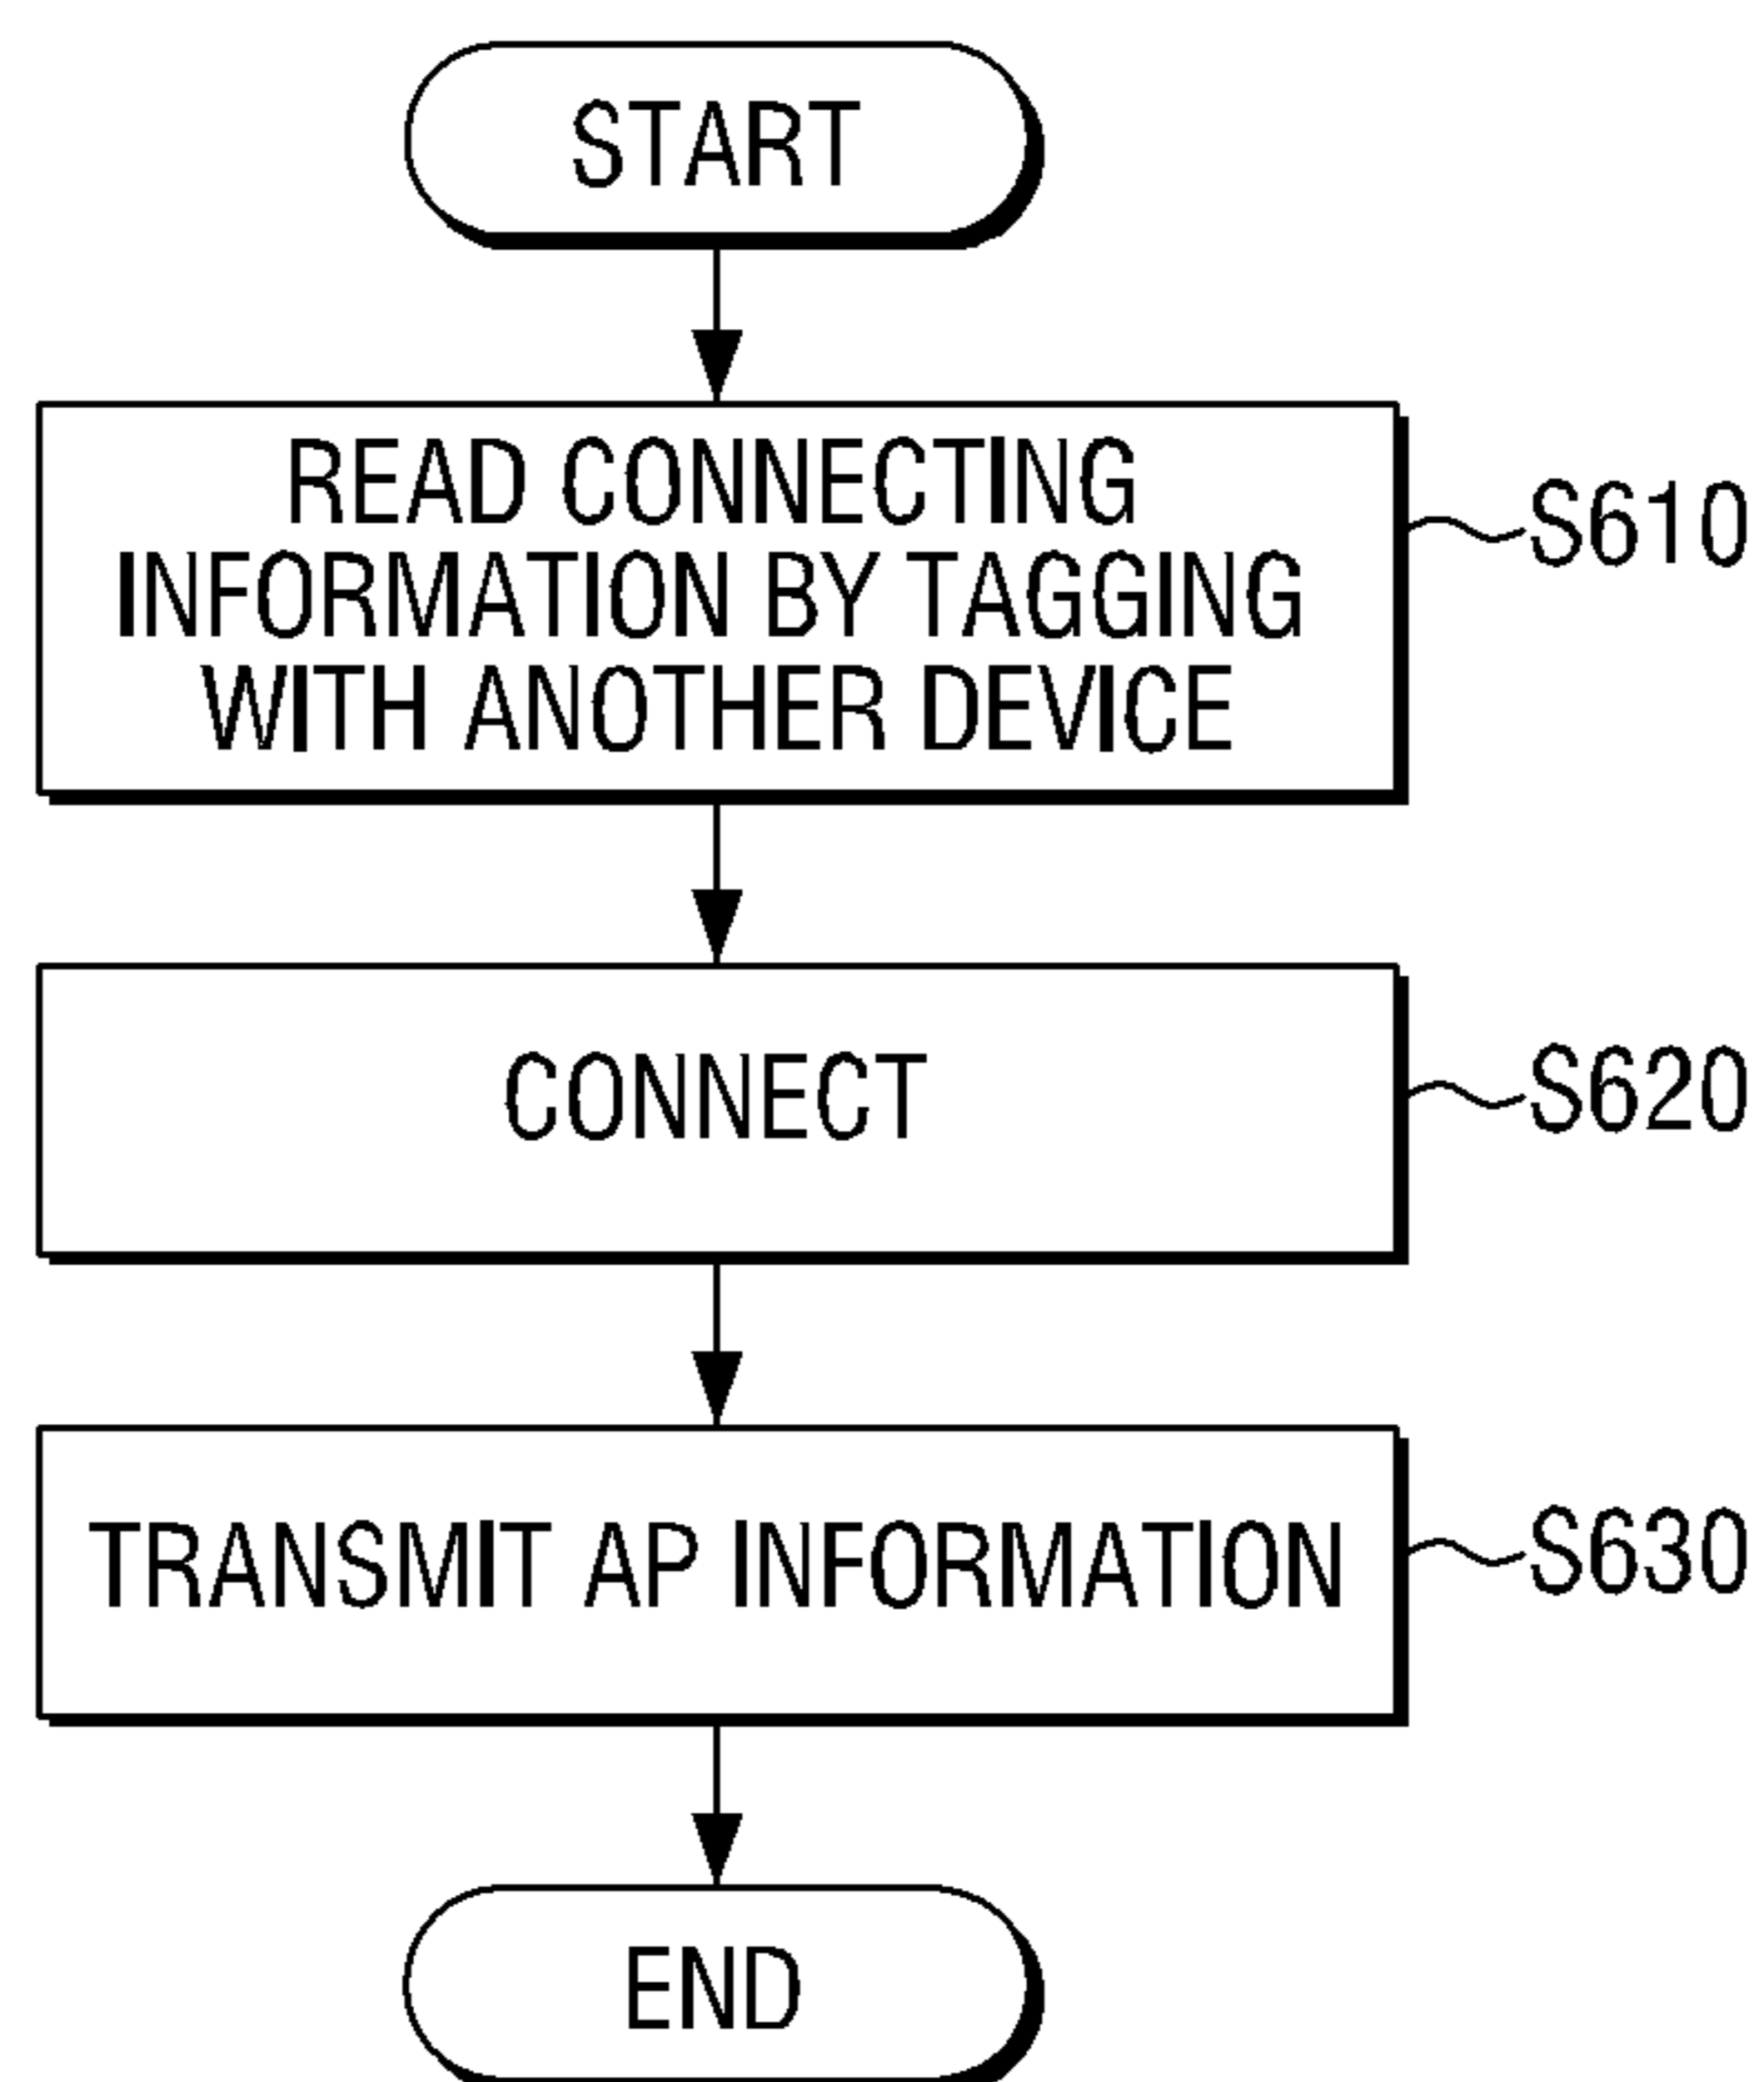 START
READ CONNECTING
INFORMATION BY TAGGING
WITH ANOTHER DEVICE
S610
CONNECT
S620
TRANSMIT AP INFORMATION
S630
END